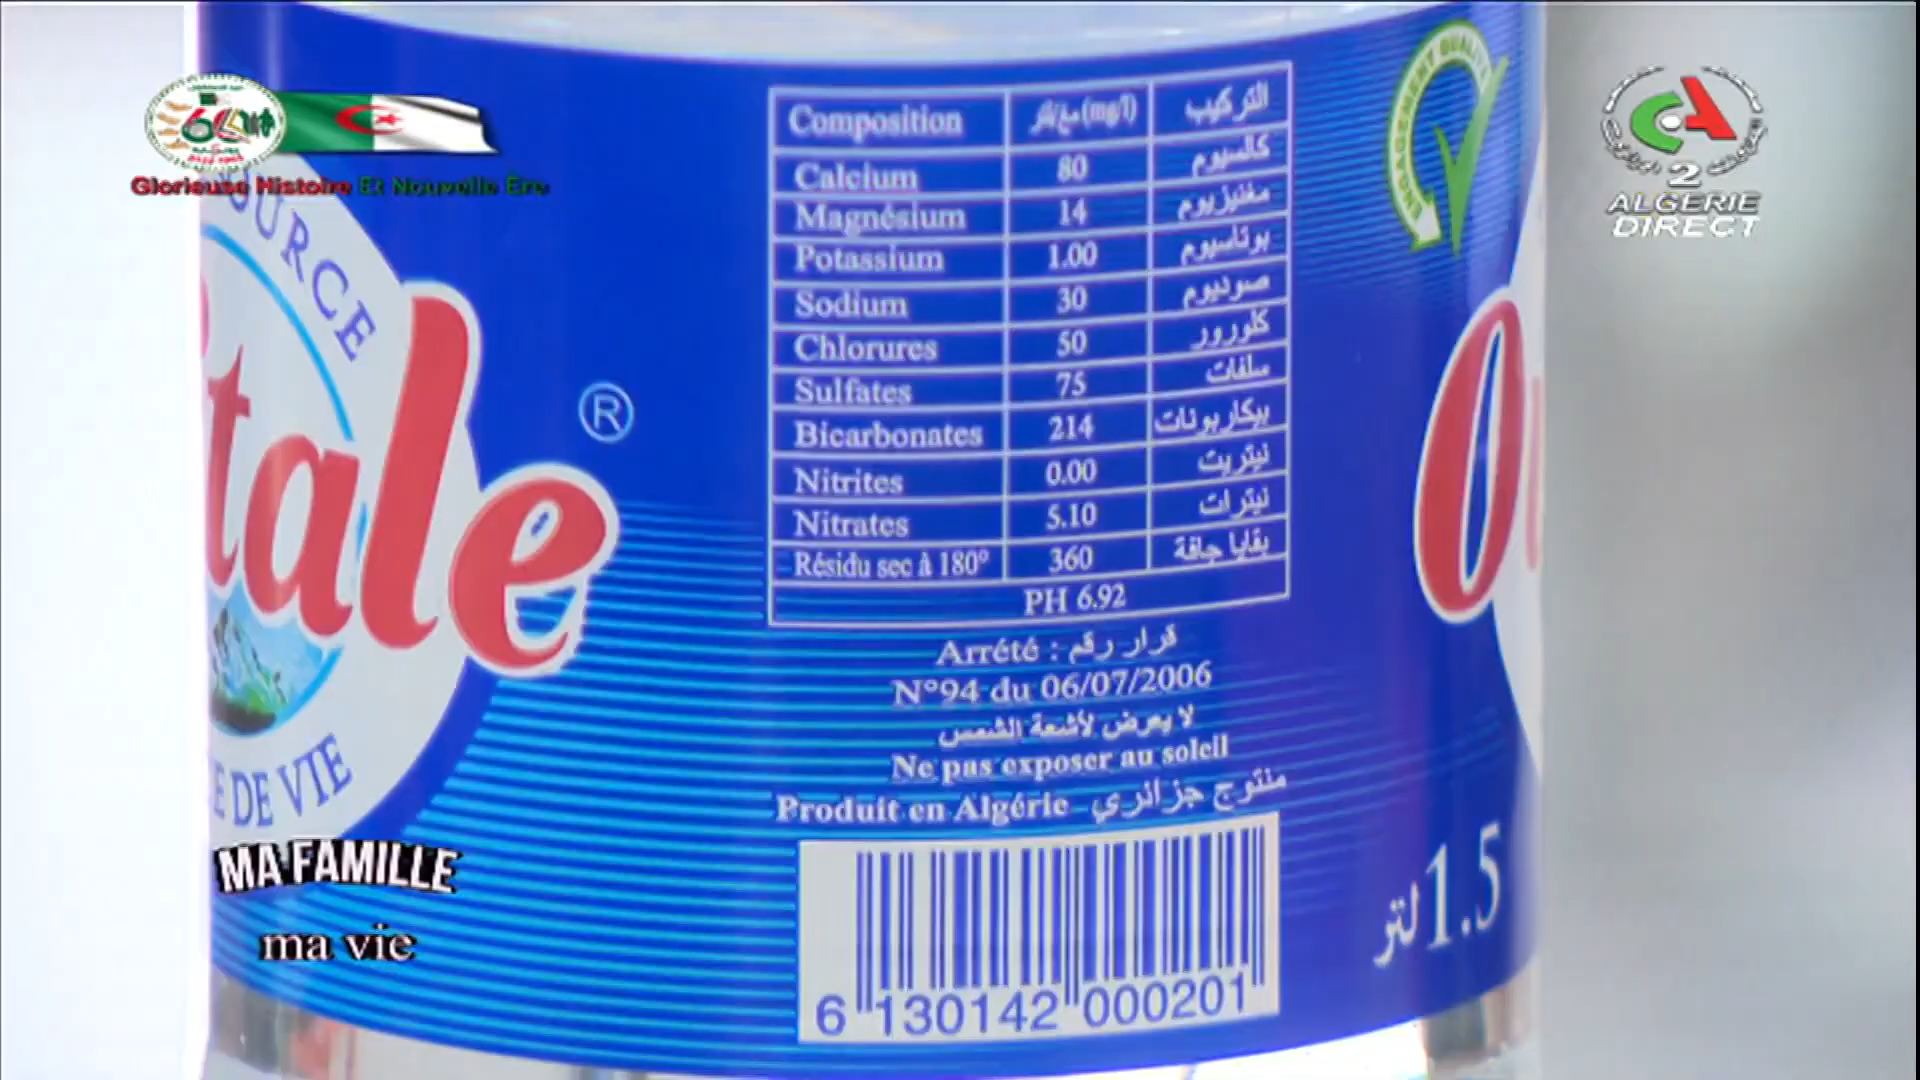 Glorieuse Histoire Et Nouvelle Ere
2
ALGERIE
DIRECT
SOURCE
tale
®
DE VIE
Composition (mg/l) مغ/لتر التركيب
Calcium 80 كالسيوم
Magnésium 14 مغنيزيوم
Potassium 1.00 بوتاسيوم
Sodium 30 صوديوم
Chlorures 50 كلورور
Sulfates 75 سلفات
Bicarbonates 214 بيكاربونات
Nitrites 0.00 نيتريت
Nitrates 5.10 نيترات
Résidu sec à 180° 360 بقايا جافة
PH 6.92
Arrété : قرار رقم
N°94 du 06/07/2006
لا يعرض لأشعة الشمس
Ne pas exposer au soleil
Produit en Algérie - منتوج جزائري
6 130142 000201
ENGAGEMENT QUALITÉ
1.5 لتر
MA FAMILLE
ma vie